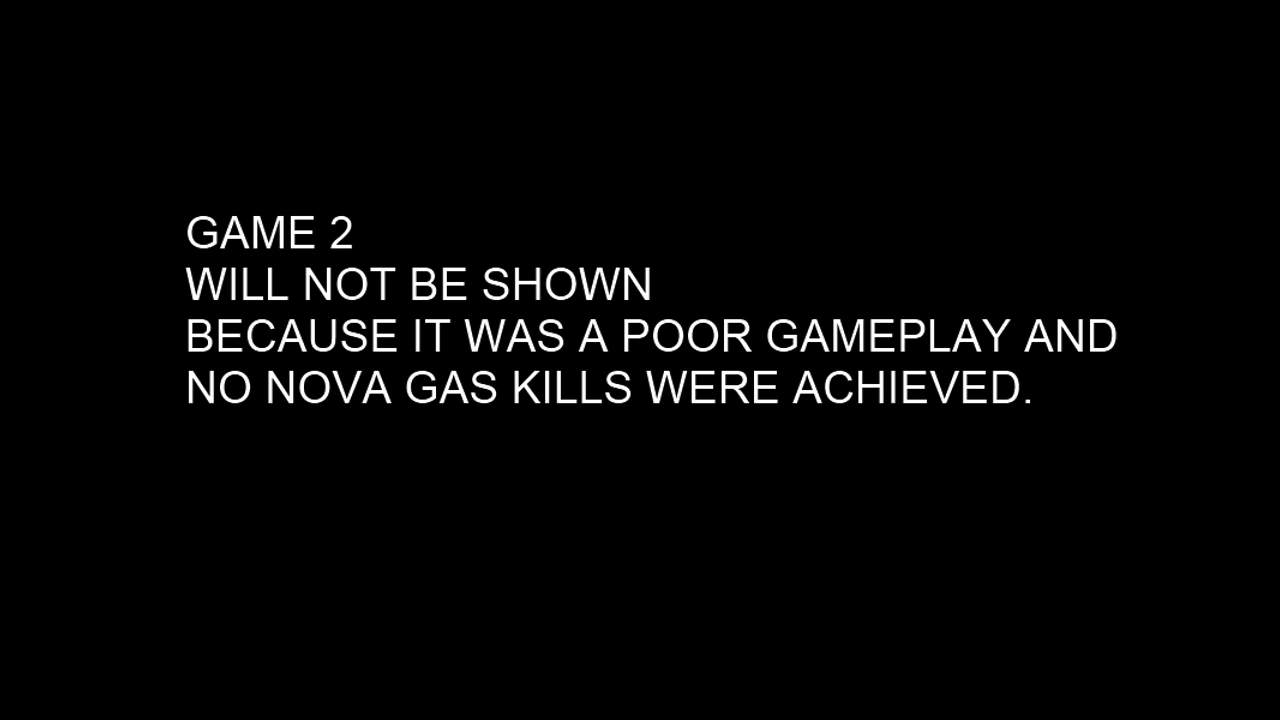 GAME 2
WILL NOT BE SHOWN
BECAUSE IT WAS A POOR GAMEPLAY AND
NO NOVA GAS KILLS WERE ACHIEVED.